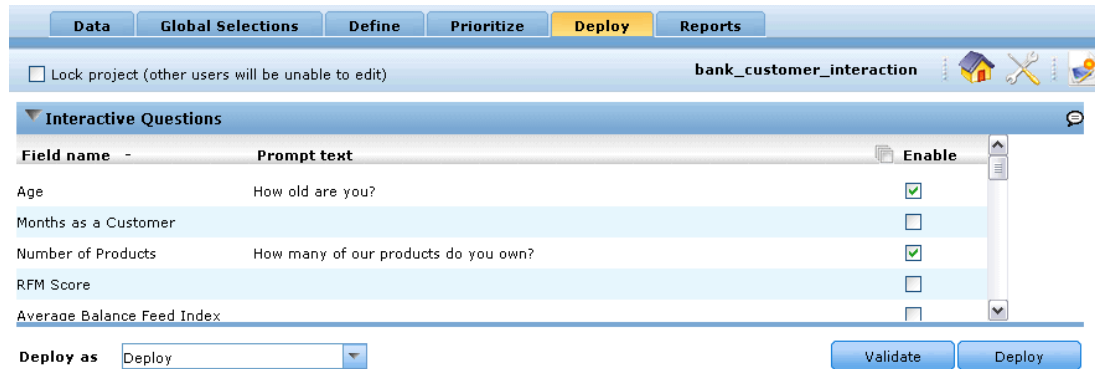 Data Global Selections Define Prioritize Deploy Reports
Lock project (other users will be unable to edit) bank_customer_interaction
Interactive Questions
Field name - Prompt text Enable
Age How old are you?
Months as a Customer
Number of Products How many of our products do you own?
RFM Score
Average Balance Feed Index
Deploy as Deploy Validate Deploy